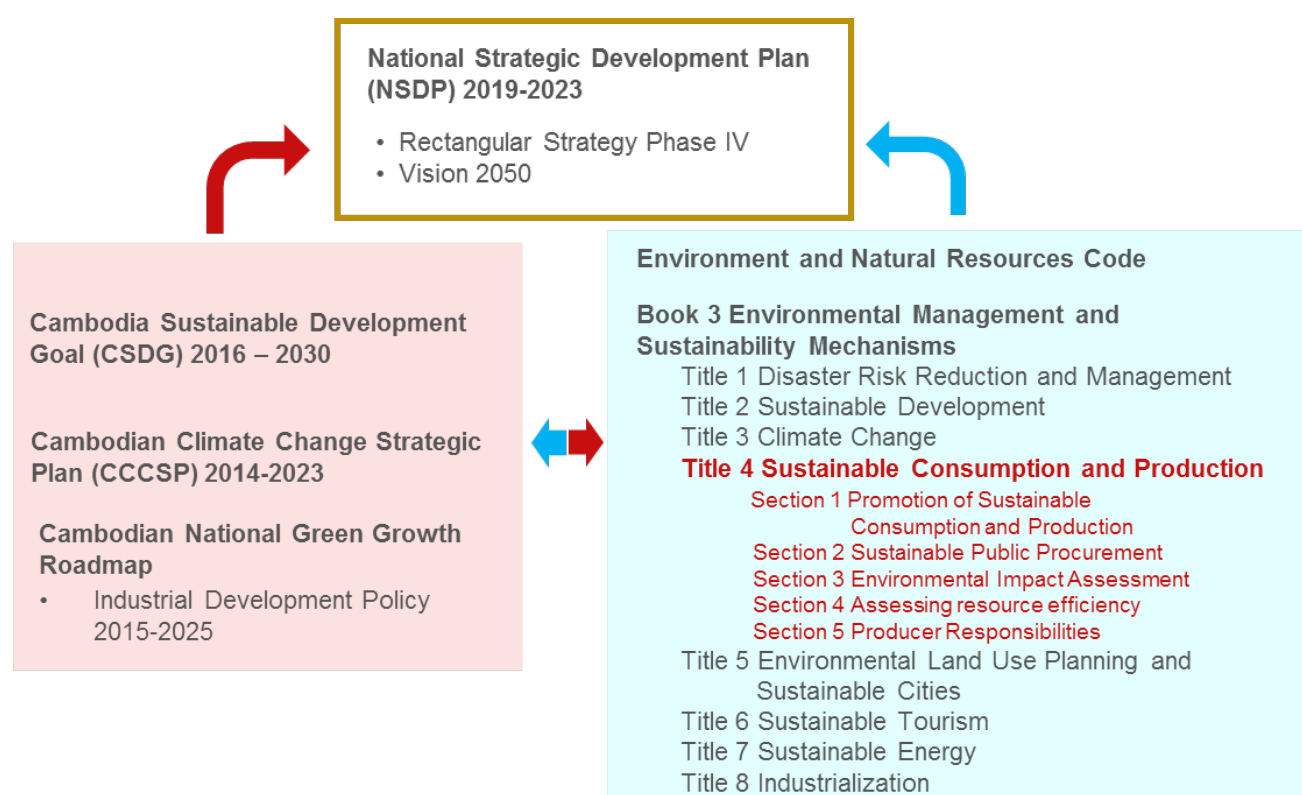 National Strategic Development Plan
(NSDP) 2019-2023
• Rectangular Strategy Phase IV
• Vision 2050
Cambodia Sustainable Development
Goal (CSDG) 2016 – 2030
Cambodian Climate Change Strategic
Plan (CCCSP) 2014-2023
Cambodian National Green Growth
Roadmap
• Industrial Development Policy
2015-2025
Environment and Natural Resources Code
Book 3 Environmental Management and
Sustainability Mechanisms
Title 1 Disaster Risk Reduction and Management
Title 2 Sustainable Development
Title 3 Climate Change
Title 4 Sustainable Consumption and Production
Section 1 Promotion of Sustainable
Consumption and Production
Section 2 Sustainable Public Procurement
Section 3 Environmental Impact Assessment
Section 4 Assessing resource efficiency
Section 5 Producer Responsibilities
Title 5 Environmental Land Use Planning and
Sustainable Cities
Title 6 Sustainable Tourism
Title 7 Sustainable Energy
Title 8 Industrialization